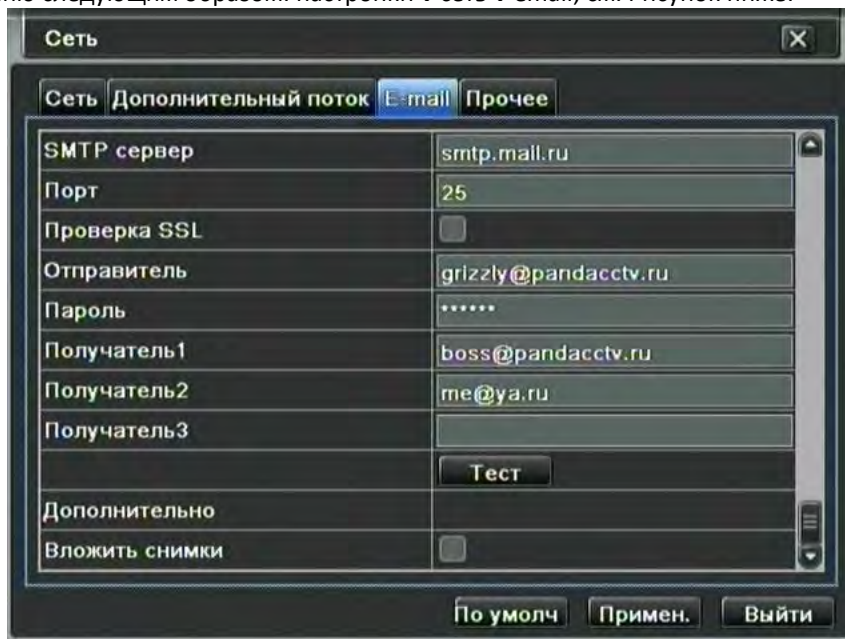 Сеть
Сеть Дополнительный поток E-mail Прочее
SMTP сервер smtp.mail.ru
Порт 25
Проверка SSL
Отправитель grizzly@pandacctv.ru
Пароль ••••••
Получатель1 boss@pandacctv.ru
Получатель2 me@ya.ru
Получатель3
Тест
Дополнительно
Вложить снимки
По умолч Примен. Выйти